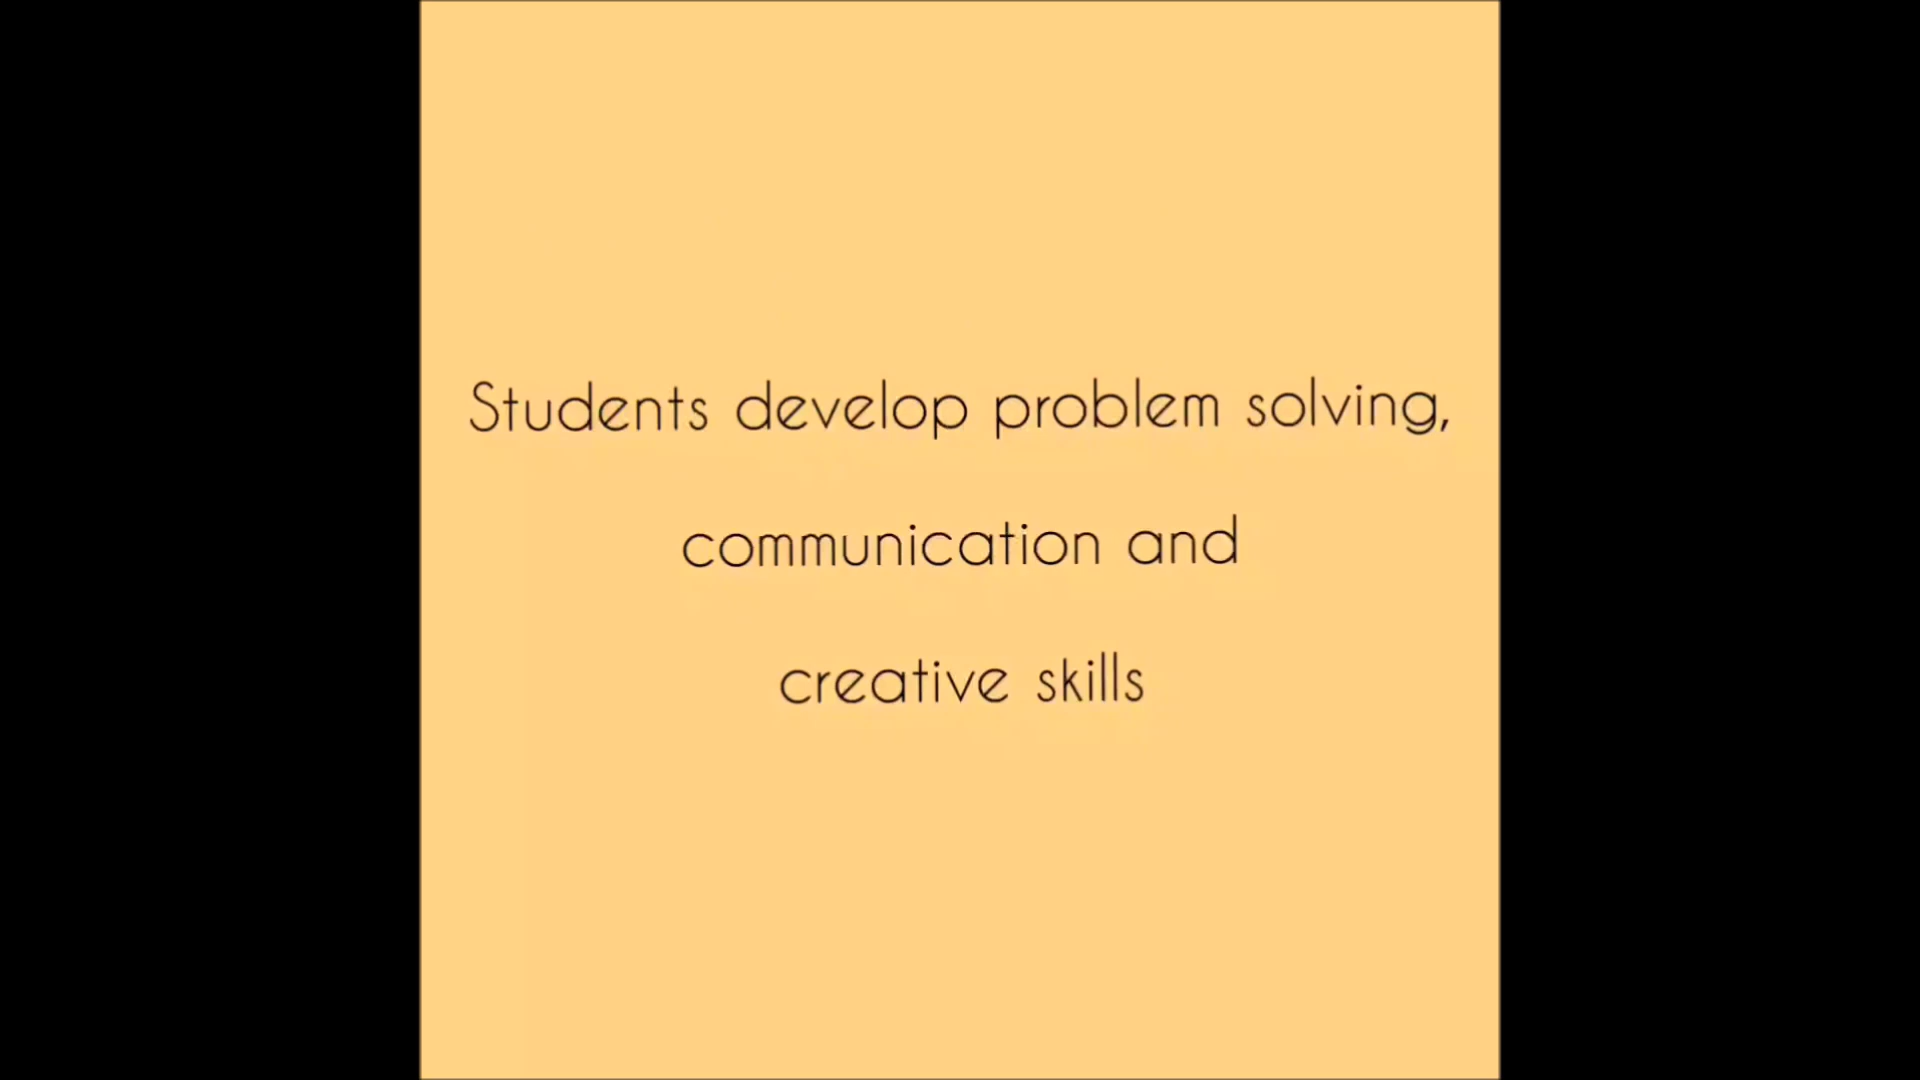 Students develop problem solving,
communication and
creative skills